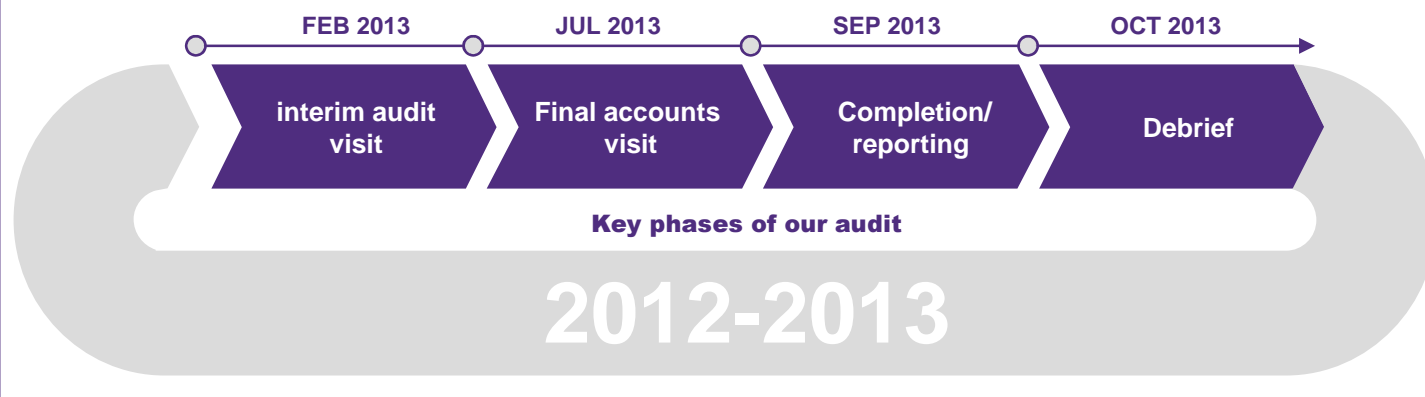 FEB 2013 JUL 2013 SEP 2013 OCT 2013
interim audit
visit
Final accounts
visit
Completion/
reporting
Debrief
Key phases of our audit
2012-2013